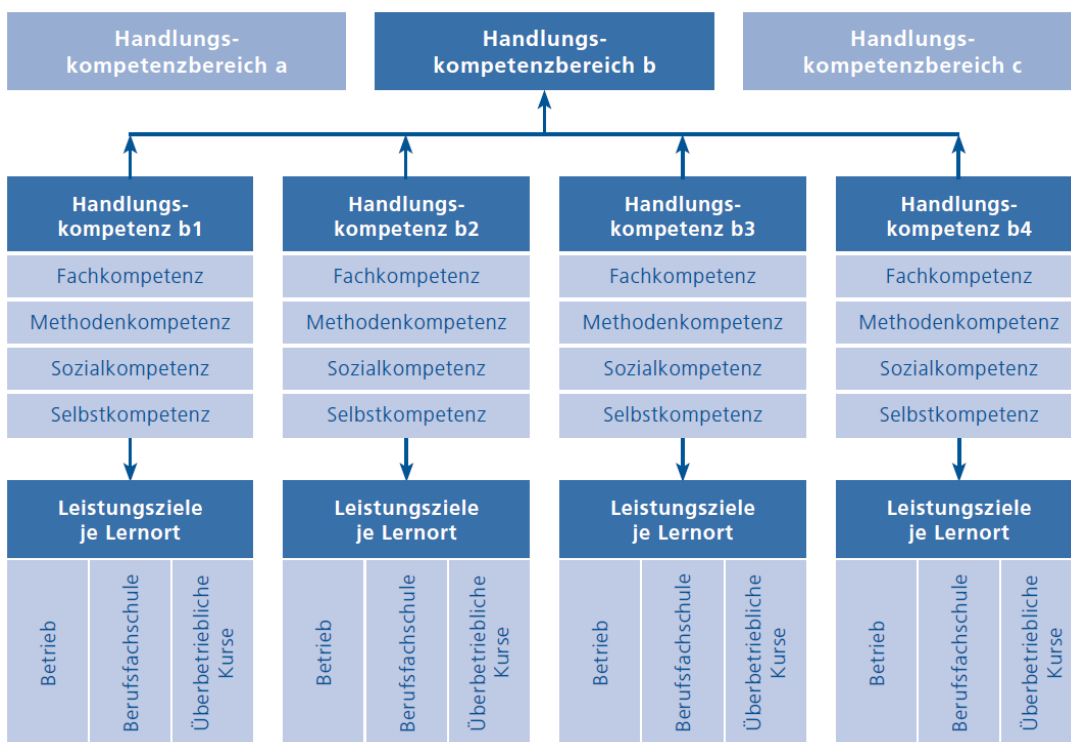 Handlungs-
kompetenzbereich a
Handlungs-
kompetenzbereich b
Handlungs-
kompetenzbereich c
Handlungs-
kompetenz b1
Handlungs-
kompetenz b2
Handlungs-
kompetenz b3
Handlungs-
kompetenz b4
Fachkompetenz
Fachkompetenz
Fachkompetenz
Fachkompetenz
Methodenkompetenz
Methodenkompetenz
Methodenkompetenz
Methodenkompetenz
Sozialkompetenz
Sozialkompetenz
Sozialkompetenz
Sozialkompetenz
Selbstkompetenz
Selbstkompetenz
Selbstkompetenz
Selbstkompetenz
Leistungsziele
je Lernort
Leistungsziele
je Lernort
Leistungsziele
je Lernort
Leistungsziele
je Lernort
Betrieb
Berufsfachschule
Überbetriebliche
Kurse
Betrieb
Berufsfachschule
Überbetriebliche
Kurse
Betrieb
Berufsfachschule
Überbetriebliche
Kurse
Betrieb
Berufsfachschule
Überbetriebliche
Kurse